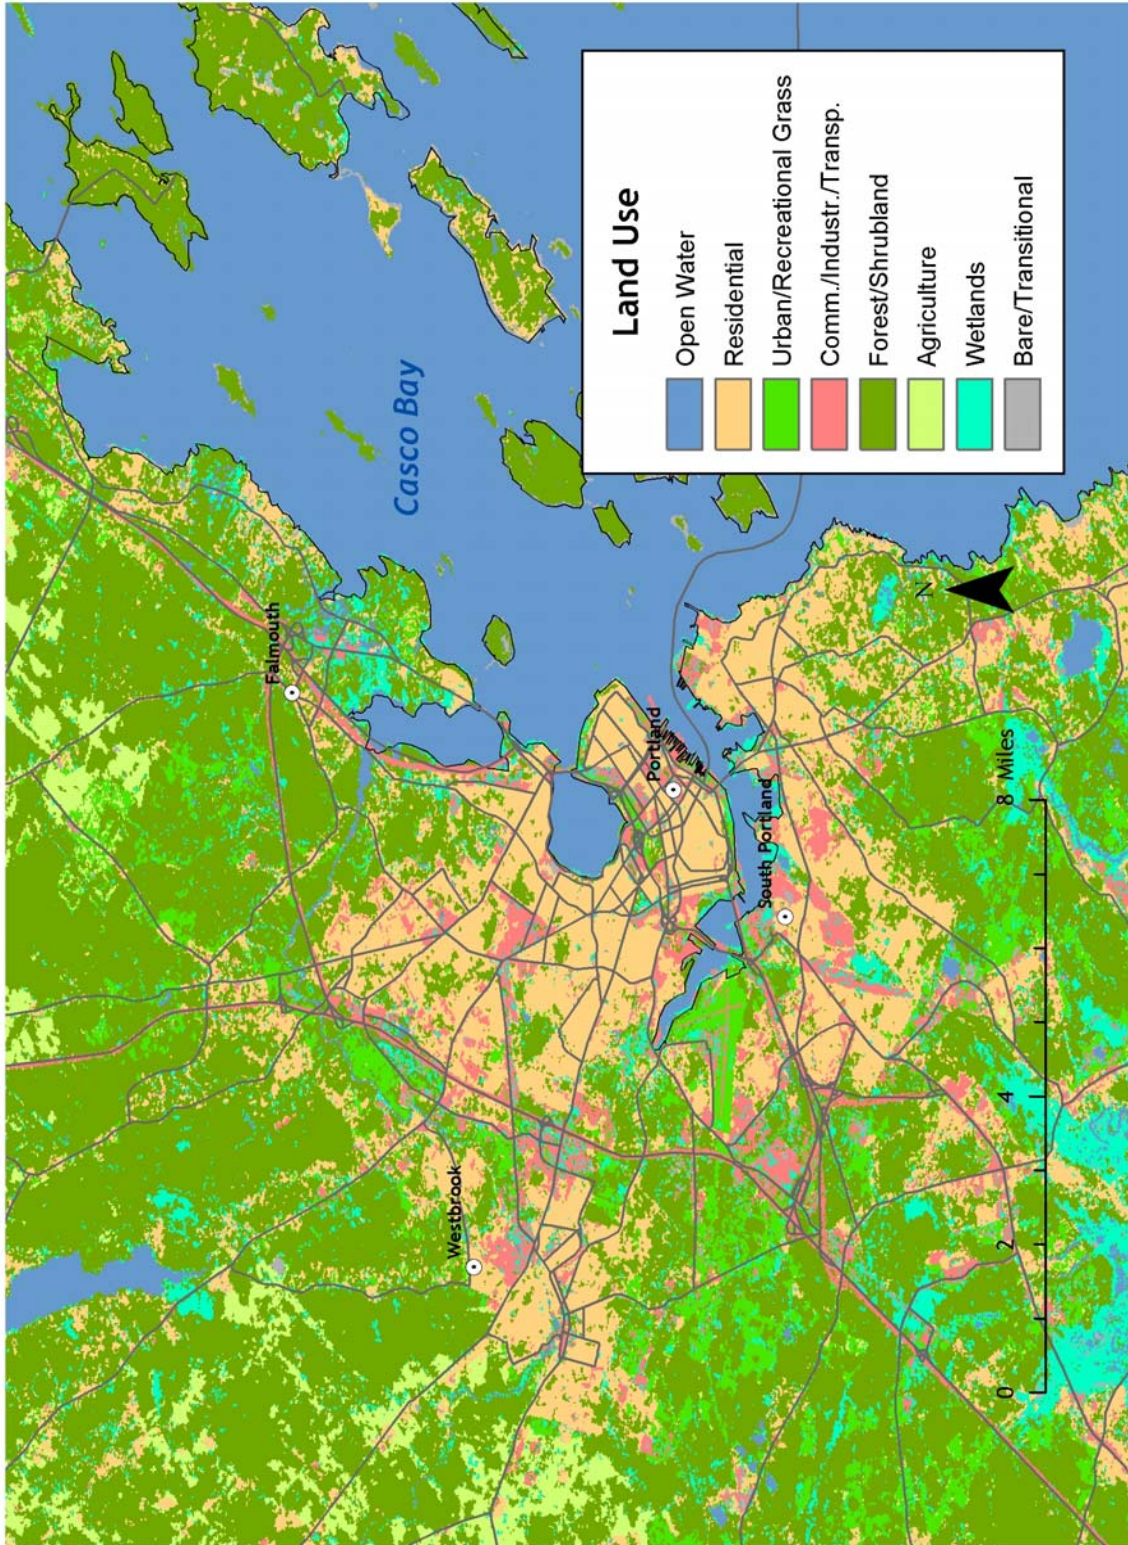 Casco Bay
Falmouth
Westbrook
Portland
South Portland
Land Use
Open Water
Residential
Urban/Recreational Grass
Comm./Industr./Transp.
Forest/Shrubland
Agriculture
Wetlands
Bare/Transitional
N
0 2 4 8 Miles